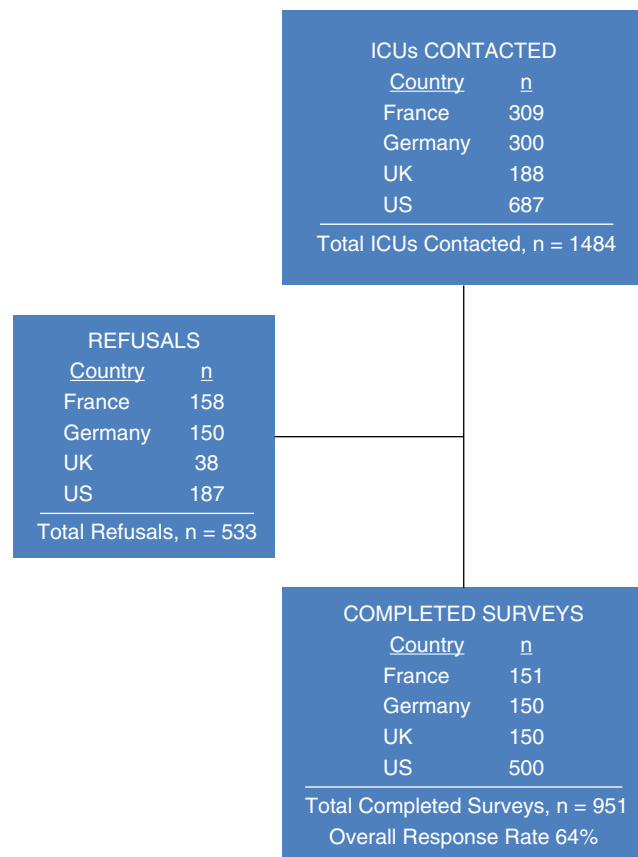 ICUs CONTACTED
Country n
France 309
Germany 300
UK 188
US 687
Total ICUs Contacted, n = 1484
REFUSALS
Country n
France 158
Germany 150
UK 38
US 187
Total Refusals, n = 533
COMPLETED SURVEYS
Country n
France 151
Germany 150
UK 150
US 500
Total Completed Surveys, n = 951
Overall Response Rate 64%